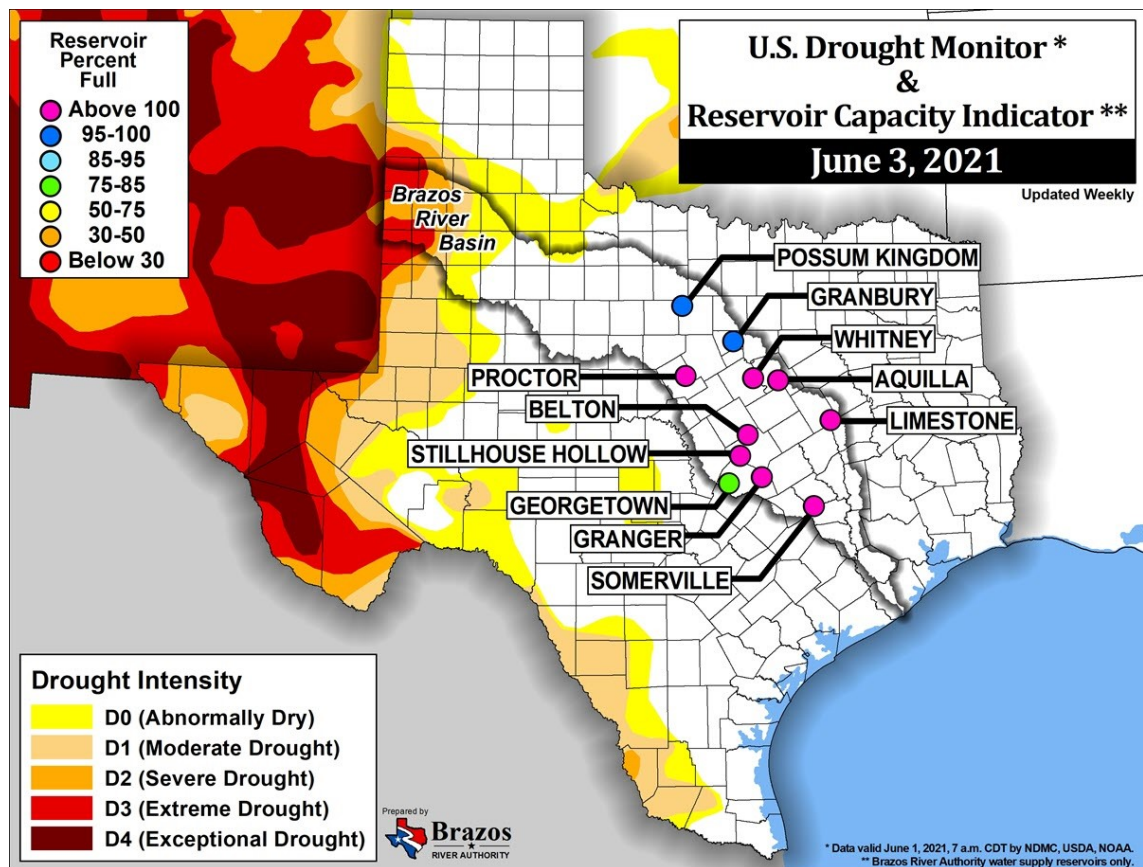 Reservoir
Percent
Full
Above 100
95-100
85-95
75-85
50-75
30-50
Below 30
U.S. Drought Monitor *
&
Reservoir Capacity Indicator **
June 3, 2021
Updated Weekly
Brazos
River
Basin
POSSUM KINGDOM
GRANBURY
WHITNEY
PROCTOR
AQUILLA
BELTON
LIMESTONE
STILLHOUSE HOLLOW
GEORGETOWN
GRANGER
SOMERVILLE
Drought Intensity
D0 (Abnormally Dry)
D1 (Moderate Drought)
D2 (Severe Drought)
D3 (Extreme Drought)
D4 (Exceptional Drought)
Prepared by
Brazos
RIVER AUTHORITY
* Data valid June 1, 2021, 7 a.m. CDT by NDMC, USDA, NOAA.
** Brazos River Authority water supply reservoirs only.